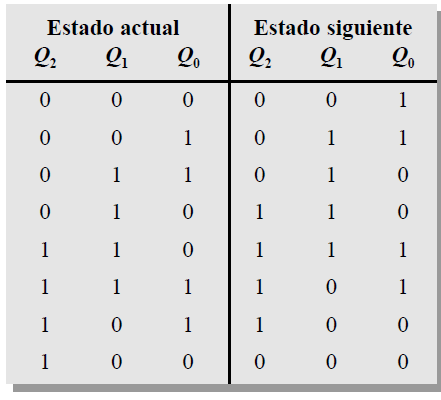 Estado actual Estado siguiente
Q₂ Q₁ Q₀ Q₂ Q₁ Q₀
0 0 0 0 0 1
0 0 1 0 1 1
0 1 1 0 1 0
0 1 0 1 1 0
1 1 0 1 1 1
1 1 1 1 0 1
1 0 1 1 0 0
1 0 0 0 0 0